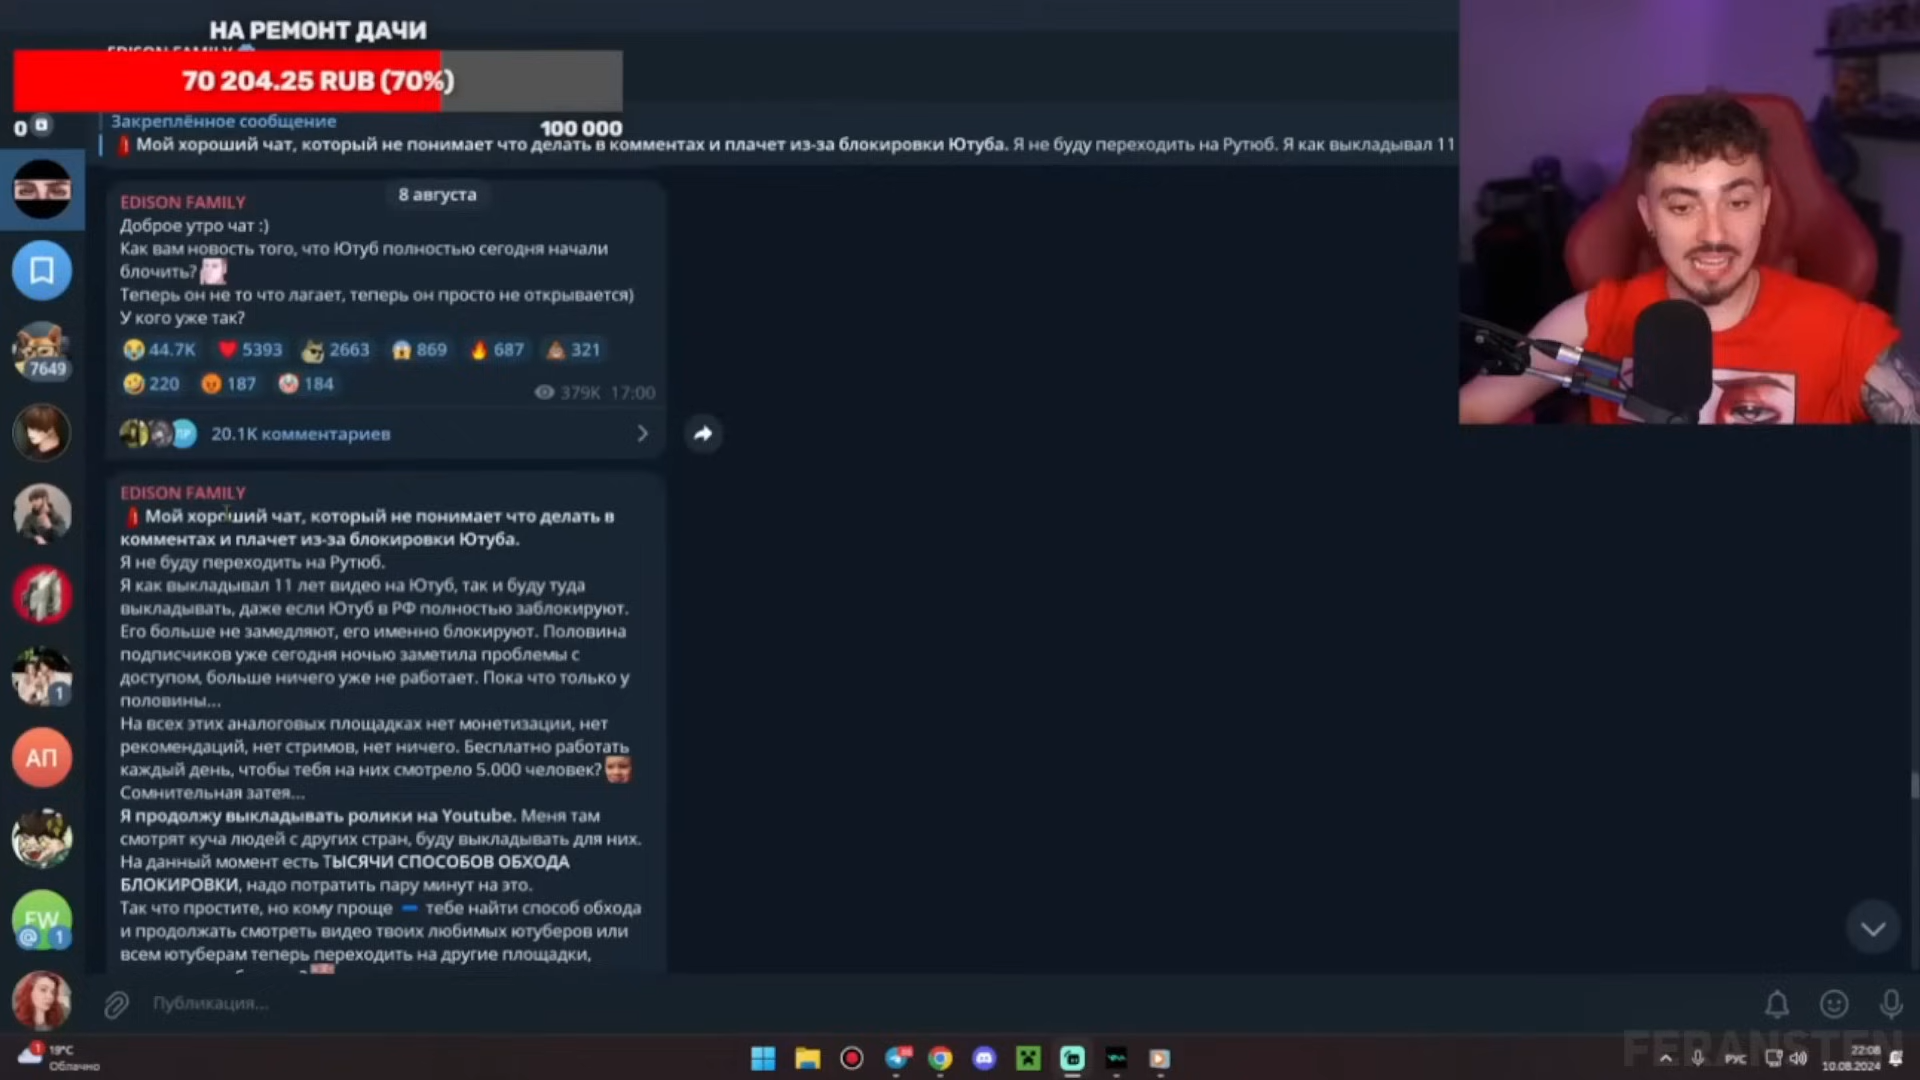 НА РЕМОНТ ДАЧИ
EDISON FAMILY
70 204.25 RUB (70%)
0
100 000
Закреплённое сообщение
Мой хороший чат, который не понимает что делать в комментах и плачет из-за блокировки Ютуба. Я не буду переходить на Рутюб. Я как выкладывал 11
8 августа
EDISON FAMILY
Доброе утро чат :)
Как вам новость того, что Ютуб полностью сегодня начали
блочить?
Теперь он не то что лагает, теперь он просто не открывается)
У кого уже так?
44.7K 5393 2663 869 687 321
220 187 184
379K 17:00
20.1K комментариев
EDISON FAMILY
Мой хороший чат, который не понимает что делать в
комментах и плачет из-за блокировки Ютуба.
Я не буду переходить на Рутюб.
Я как выкладывал 11 лет видео на Ютуб, так и буду туда
выкладывать, даже если Ютуб в РФ полностью заблокируют.
Его больше не замедляют, его именно блокируют. Половина
подписчиков уже сегодня ночью заметила проблемы с
доступом, больше ничего уже не работает. Пока что только у
половины...
На всех этих аналоговых площадках нет монетизации, нет
рекомендаций, нет стримов, нет ничего. Бесплатно работать
каждый день, чтобы тебя на них смотрело 5.000 человек?
Сомнительная затея...
Я продолжу выкладывать ролики на Youtube. Меня там
смотрят куча людей с других стран, буду выкладывать для них.
На данный момент есть ТЫСЯЧИ СПОСОБОВ ОБХОДА
БЛОКИРОВКИ, надо потратить пару минут на это.
Так что простите, но кому проще — тебе найти способ обхода
и продолжать смотреть видео твоих любимых ютуберов или
всем ютуберам теперь переходить на другие площадки,
7649
ПР
1
АП
EW
@ 1
Публикация...
FERANSTEN
1
19°C
Облачно
РУС
22:08
10.08.2024